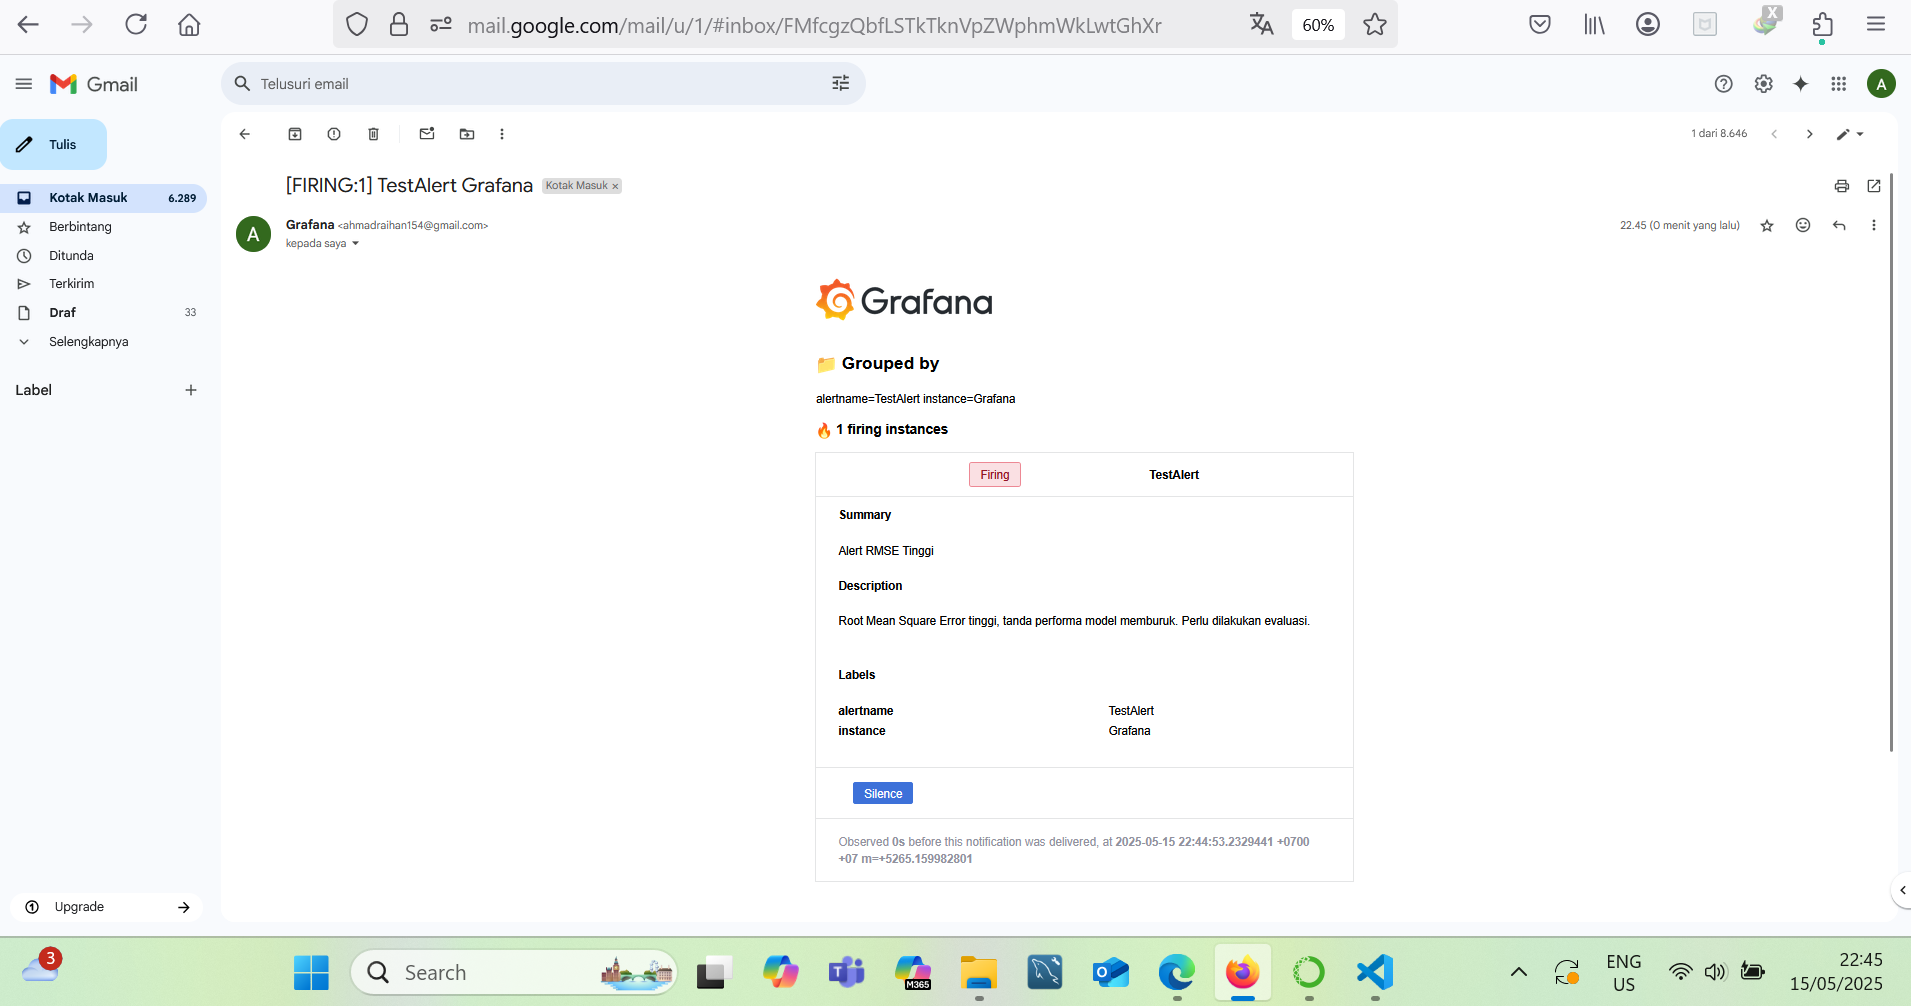 mail.google.com/mail/u/1/#inbox/FMfcgzQbfLSTkTknVpZWphmWkLwtGhXr
60%
X
Gmail
Telusuri email
A
Tulis
1 dari 8.646
Kotak Masuk 6.289
Berbintang
Ditunda
Terkirim
Draf 33
Selengkapnya
Label
Upgrade
[FIRING:1] TestAlert Grafana
Kotak Masuk ×
A
Grafana <ahmadraihan154@gmail.com>
22.45 (0 menit yang lalu)
kepada saya
Grafana
Grouped by
alertname=TestAlert instance=Grafana
1 firing instances
Firing TestAlert
Summary
Alert RMSE Tinggi
Description
Root Mean Square Error tinggi, tanda performa model memburuk. Perlu dilakukan evaluasi.
Labels
alertname TestAlert
instance Grafana
Silence
Observed 0s before this notification was delivered, at 2025-05-15 22:44:53.2329441 +0700
+07 m=+5265.159982801
3
Search
T
M365
O
ENG
US
22:45
15/05/2025